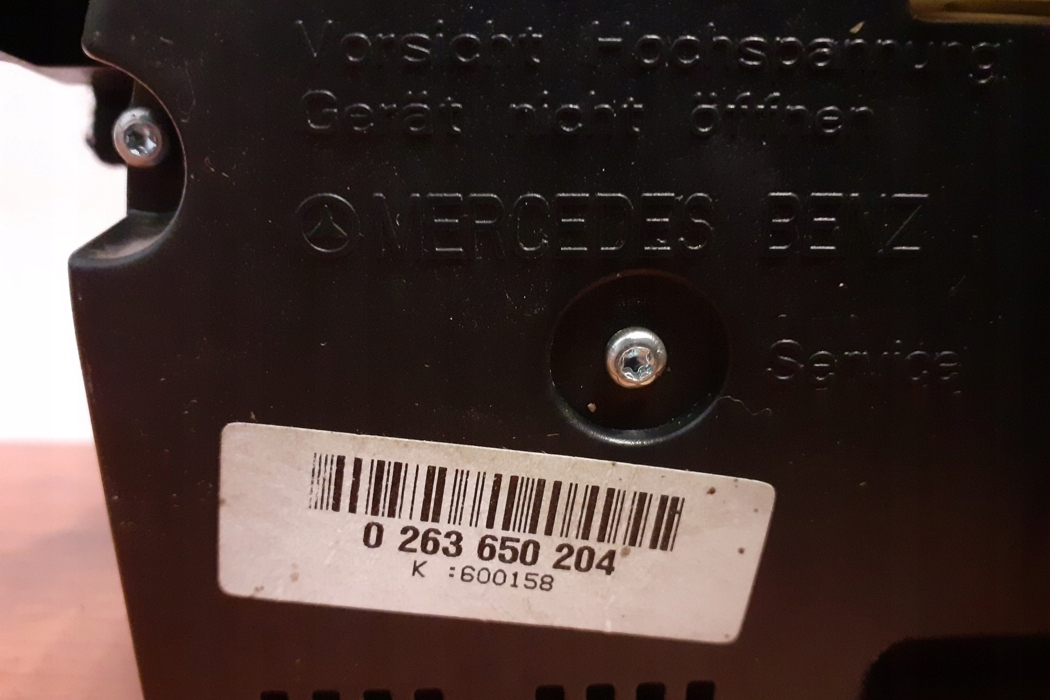 Vorsicht Hochspannung
Gerät nicht öffnen
MERCEDES BENZ
Service
0 263 650 204
K :600158